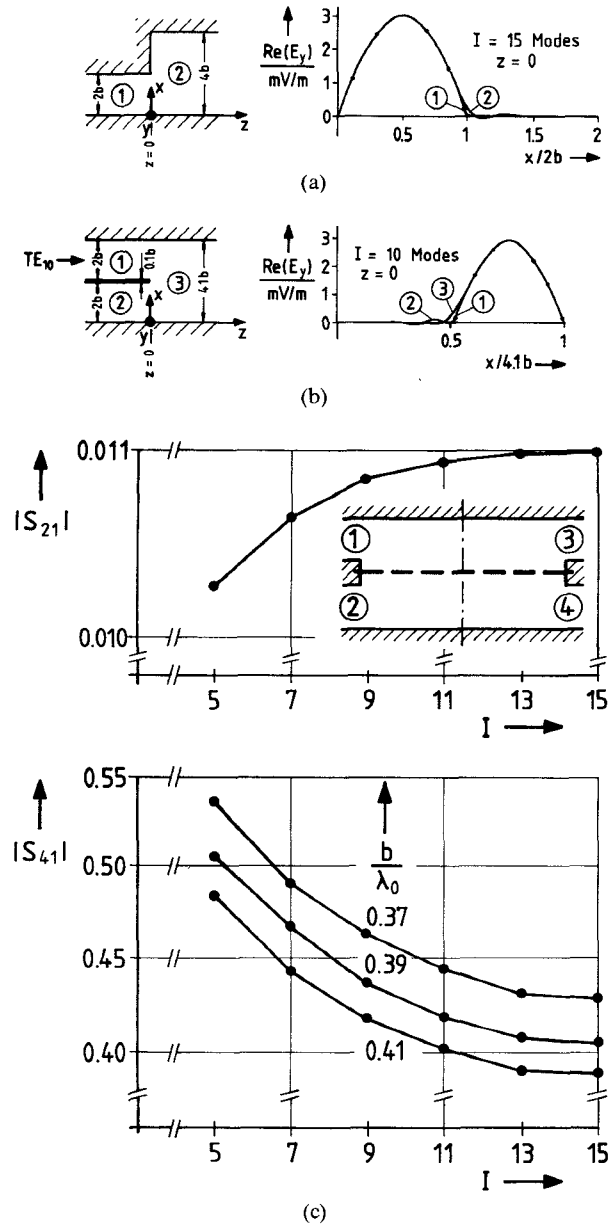 2b
①
x
y
z = 0
②
4b
z
Re(E_y)
mV/m
3
2
1
0
I = 15 Modes
z = 0
①
②
0.5
1
1.5
2
x/2b
(a)
TE₁₀
2b
2b
①
②
0.1b
x
y
z = 0
③
4.1b
z
Re(E_y)
mV/m
3
2
1
0
I = 10 Modes
z = 0
②
③
①
0.5
1
x/4.1b
(b)
|S₂₁|
0.011
0.010
①
③
②
④
5
7
9
11
13
15
I
|S₄₁|
0.55
0.50
0.45
0.40
b
λ₀
0.37
0.39
0.41
5
7
9
11
13
15
I
(c)